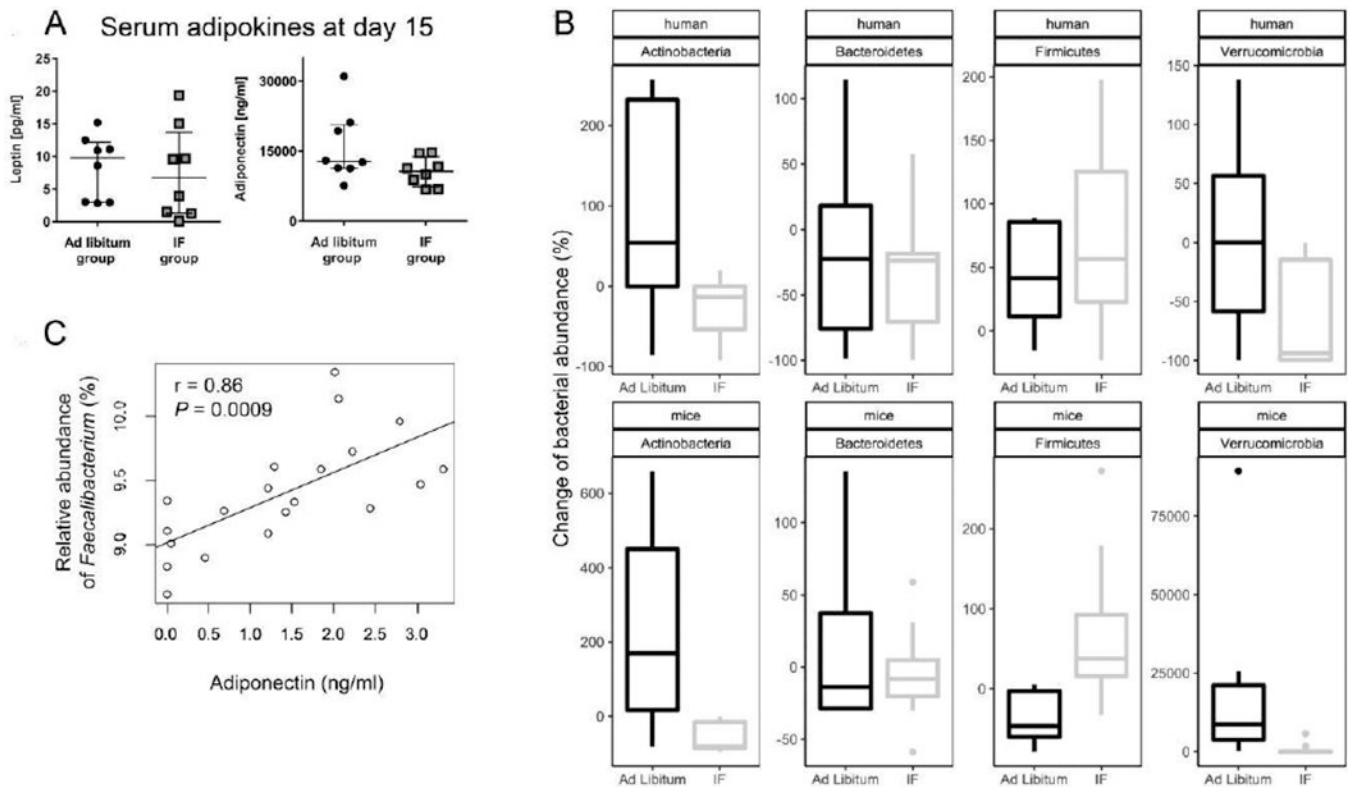 A
Serum adipokines at day 15
Leptin [pg/ml]
25
20
15
10
5
0
Ad libitum
group
IF
group
Adiponectin [ng/ml]
30000
15000
0
Ad libitum
group
IF
group
B
Change of bacterial abundance (%)
human
Actinobacteria
200
100
0
-100
Ad Libitum
IF
human
Bacteroidetes
100
-50
-0
-50
-100
Ad Libitum
IF
human
Firmicutes
200
150
100
50
0
Ad Libitum
IF
human
Verrucomicrobia
150
100
-50
-0
-50
-100
Ad Libitum
IF
mice
Actinobacteria
600
400
200
0
Ad Libitum
IF
mice
Bacteroidetes
100
50
0
-50
Ad Libitum
IF
mice
Firmicutes
200
100
0
Ad Libitum
IF
mice
Verrucomicrobia
75000
50000
25000
0
Ad Libitum
IF
C
r = 0.86
P = 0.0009
Relative abundance
of Faecalibacterium (%)
10.0
9.5
9.0
0.0 0.5 1.0 1.5 2.0 2.5 3.0
Adiponectin (ng/ml)